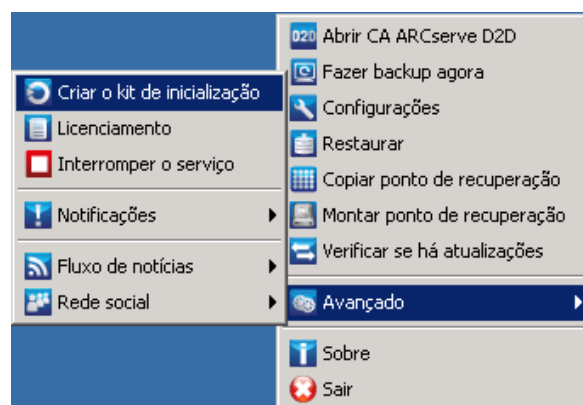 D2D Abrir CA ARCserve D2D
Fazer backup agora
Configurações
Restaurar
Copiar ponto de recuperação
Montar ponto de recuperação
Verificar se há atualizações
Avançado
Sobre
Sair
Criar o kit de inicialização
Licenciamento
Interromper o serviço
Notificações
Fluxo de notícias
Rede social